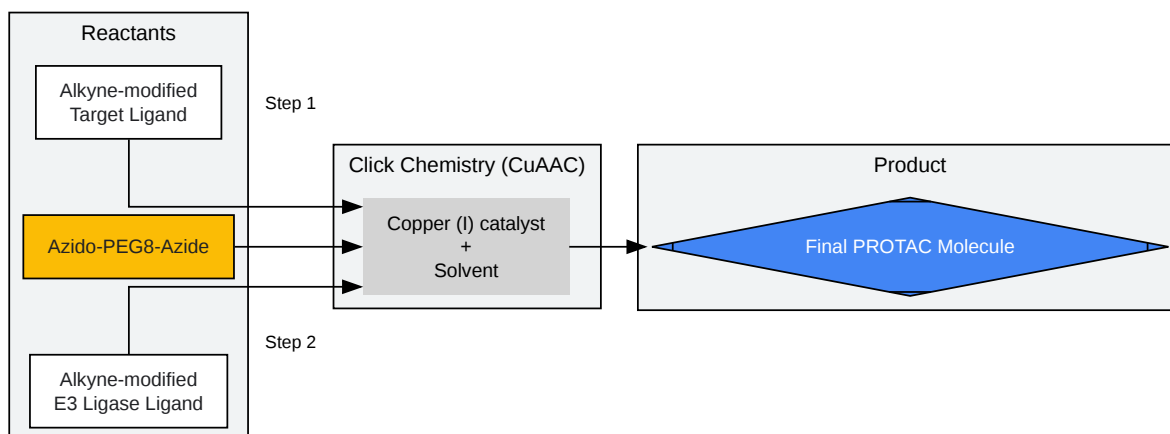 Reactants
Alkyne-modified
Target Ligand
Step 1
Azido-PEG8-Azide
Step 2
Alkyne-modified
E3 Ligase Ligand
Click Chemistry (CuAAC)
Copper (I) catalyst
+
Solvent
Product
Final PROTAC Molecule